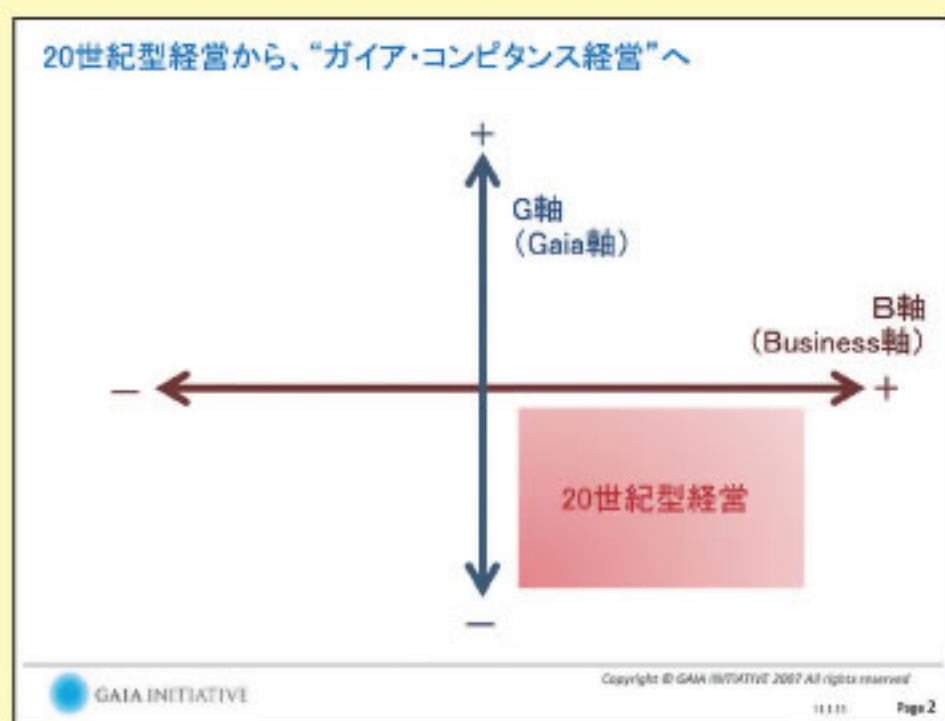 20世紀型経営から、“ガイア・コンピタンス経営”へ
+
G軸
（Gaia軸）
B軸
（Business軸）
－
+
20世紀型経営
－
GAIA INITIATIVE
Copyright © GAIA INITIATIVE 2007 All rights reserved
Page 2